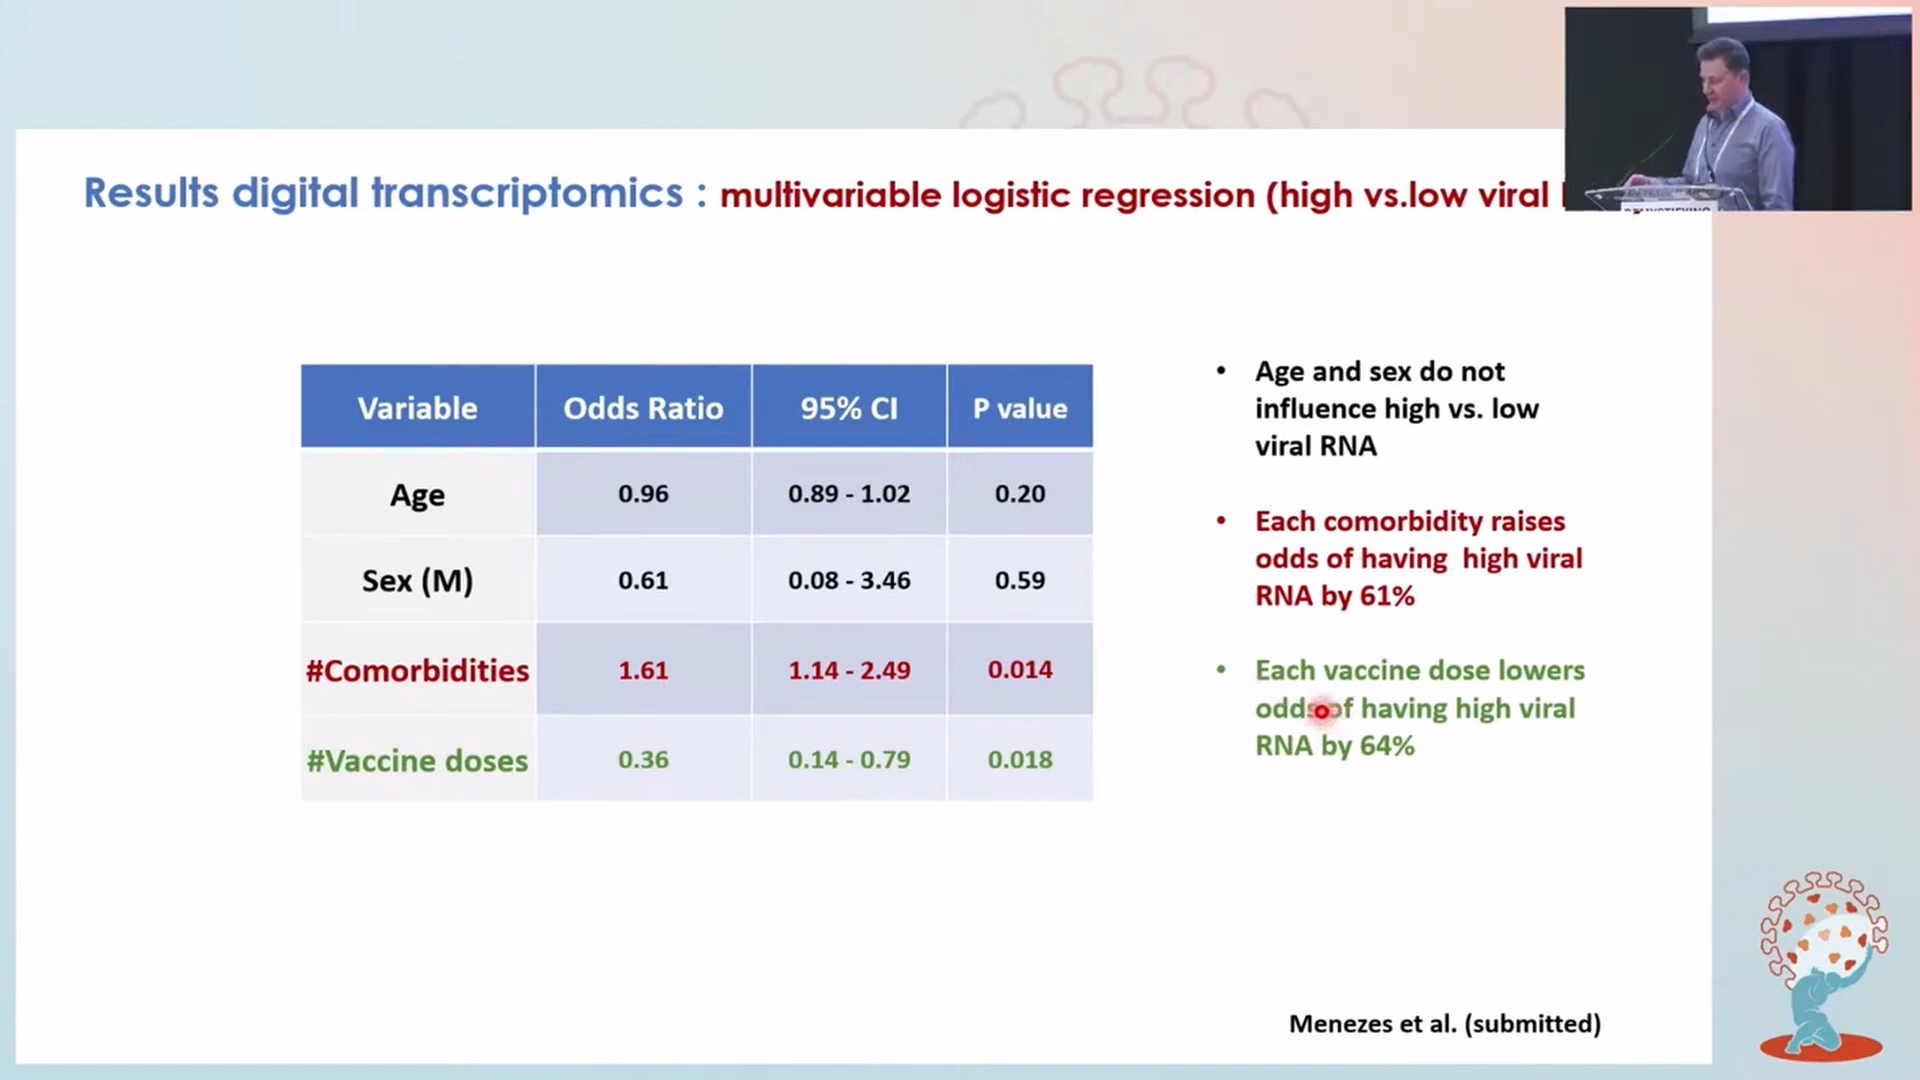 Results digital transcriptomics : multivariable logistic regression (high vs.low viral
Variable Odds Ratio 95% CI P value
Age 0.96 0.89 - 1.02 0.20
Sex (M) 0.61 0.08 - 3.46 0.59
#Comorbidities 1.61 1.14 - 2.49 0.014
#Vaccine doses 0.36 0.14 - 0.79 0.018
• Age and sex do not
influence high vs. low
viral RNA
• Each comorbidity raises
odds of having high viral
RNA by 61%
• Each vaccine dose lowers
odds of having high viral
RNA by 64%
Menezes et al. (submitted)